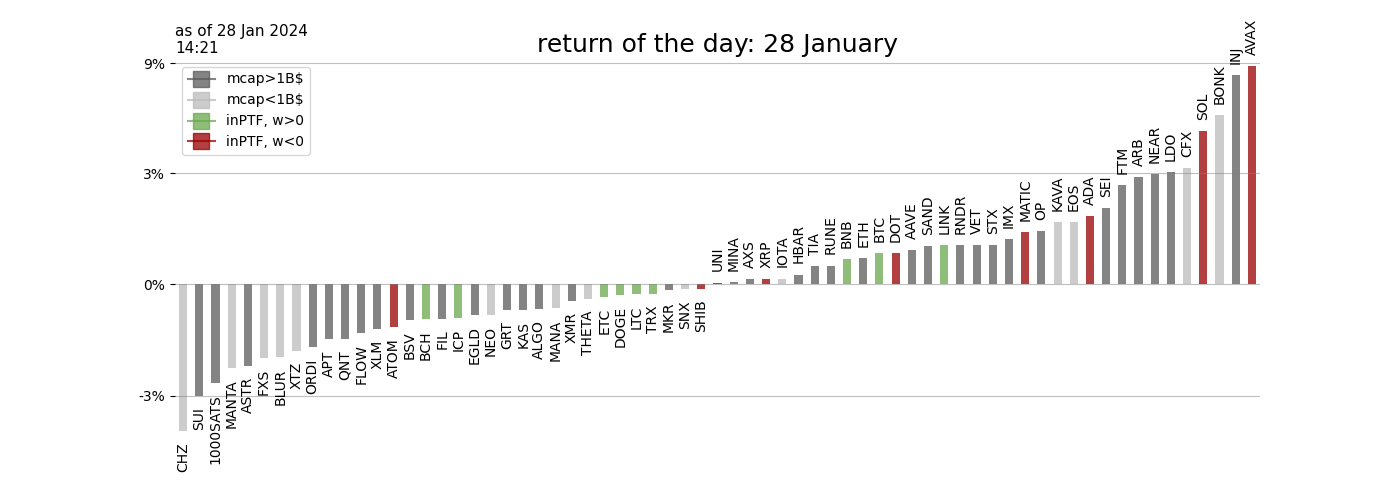 as of 28 Jan 2024
14:21
return of the day: 28 January
9%
3%
0%
-3%
mcap>1B$
mcap<1B$
inPTF, w>0
inPTF, w<0
CHZ
SUI
1000SATS
MANTA
ASTR
FXS
BLUR
XTZ
ORDI
APT
QNT
FLOW
XLM
ATOM
BSV
BCH
FIL
ICP
EGLD
NEO
GRT
KAS
ALGO
MANA
XMR
THETA
ETC
DOGE
LTC
TRX
MKR
SNX
SHIB
UNI
MINA
AXS
XRP
IOTA
HBAR
TIA
RUNE
BNB
ETH
BTC
DOT
AAVE
SAND
LINK
RNDR
VET
STX
IMX
MATIC
OP
KAVA
EOS
ADA
SEI
FTM
ARB
NEAR
LDO
CFX
SOL
BONK
INJ
AVAX